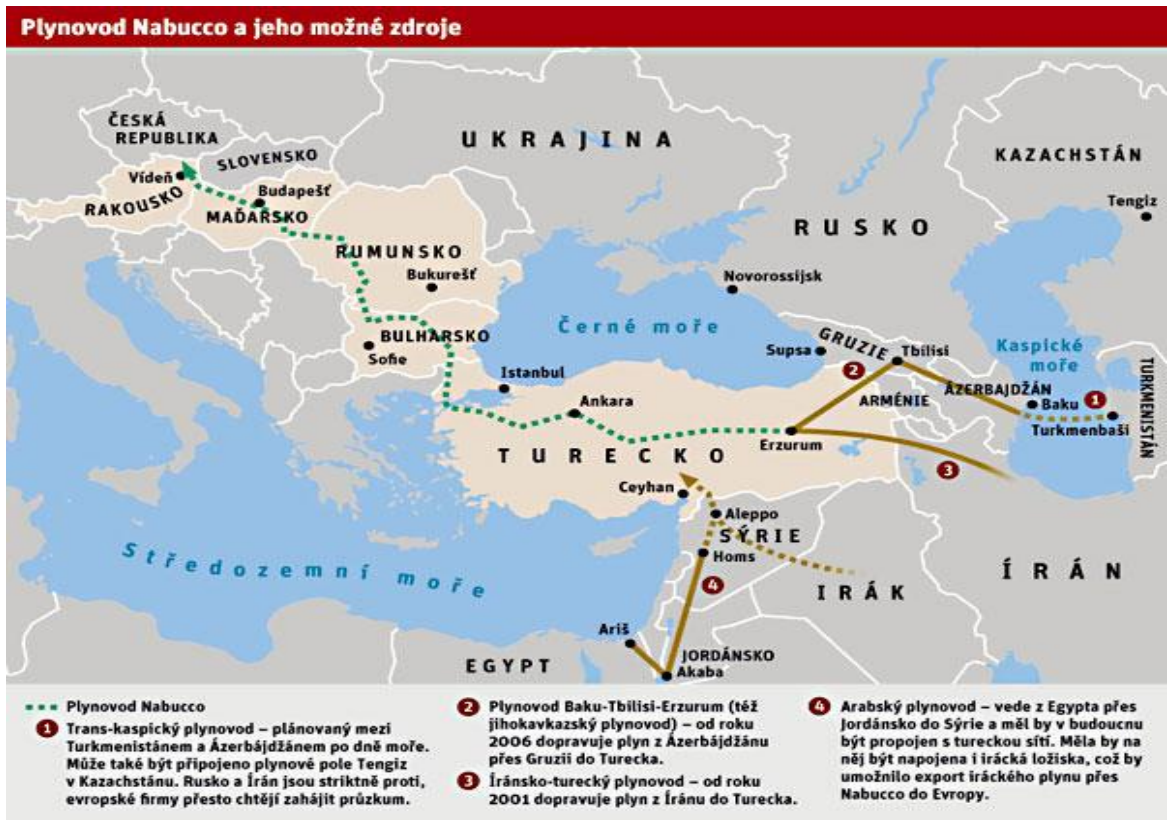 Plynovod Nabucco a jeho možné zdroje
ČESKÁ
REPUBLIKA
UKRAJINA
SLOVENSKO
KAZACHSTÁN
Vídeň
Budapešť
RAKOUSKO
MAĎARSKO
Tengiz
RUSKO
RUMUNSKO
Bukurešť
Novorossijsk
Černé moře
BULHARSKO
Sofie
GRUZIE
Supsa
Tbilisi
Kaspické
moře
Istanbul
2
TURKMENISTÁN
ÁZERBAJDŽÁN
Ankara
ARMÉNIE
Baku
1
Turkmenbaši
Erzurum
TURECKO
3
Ceyhan
Aleppo
SÝRIE
Středozemní moře
Homs
ÍRÁN
4
IRÁK
Ariš
JORDÁNSKO
EGYPT
Akaba
Plynovod Nabucco
1 Trans-kaspický plynovod – plánovaný mezi
Turkmenistánem a Ázerbájdžánem po dně moře.
Může také být připojeno plynové pole Tengiz
v Kazachstánu. Rusko a Írán jsou striktně proti,
evropské firmy přesto chtějí zahájit průzkum.
2 Plynovod Baku-Tbilisi-Erzurum (též
jihokavkazský plynovod) – od roku
2006 dopravuje plyn z Ázerbájdžánu
přes Gruzii do Turecka.
3 Íránsko-turecký plynovod – od roku
2001 dopravuje plyn z Íránu do Turecka.
4 Arabský plynovod – vede z Egypta přes
Jordánsko do Sýrie a měl by v budoucnu
být propojen s tureckou sítí. Měla by na
něj být napojena i irácká ložiska, což by
umožnilo export iráckého plynu přes
Nabucco do Evropy.